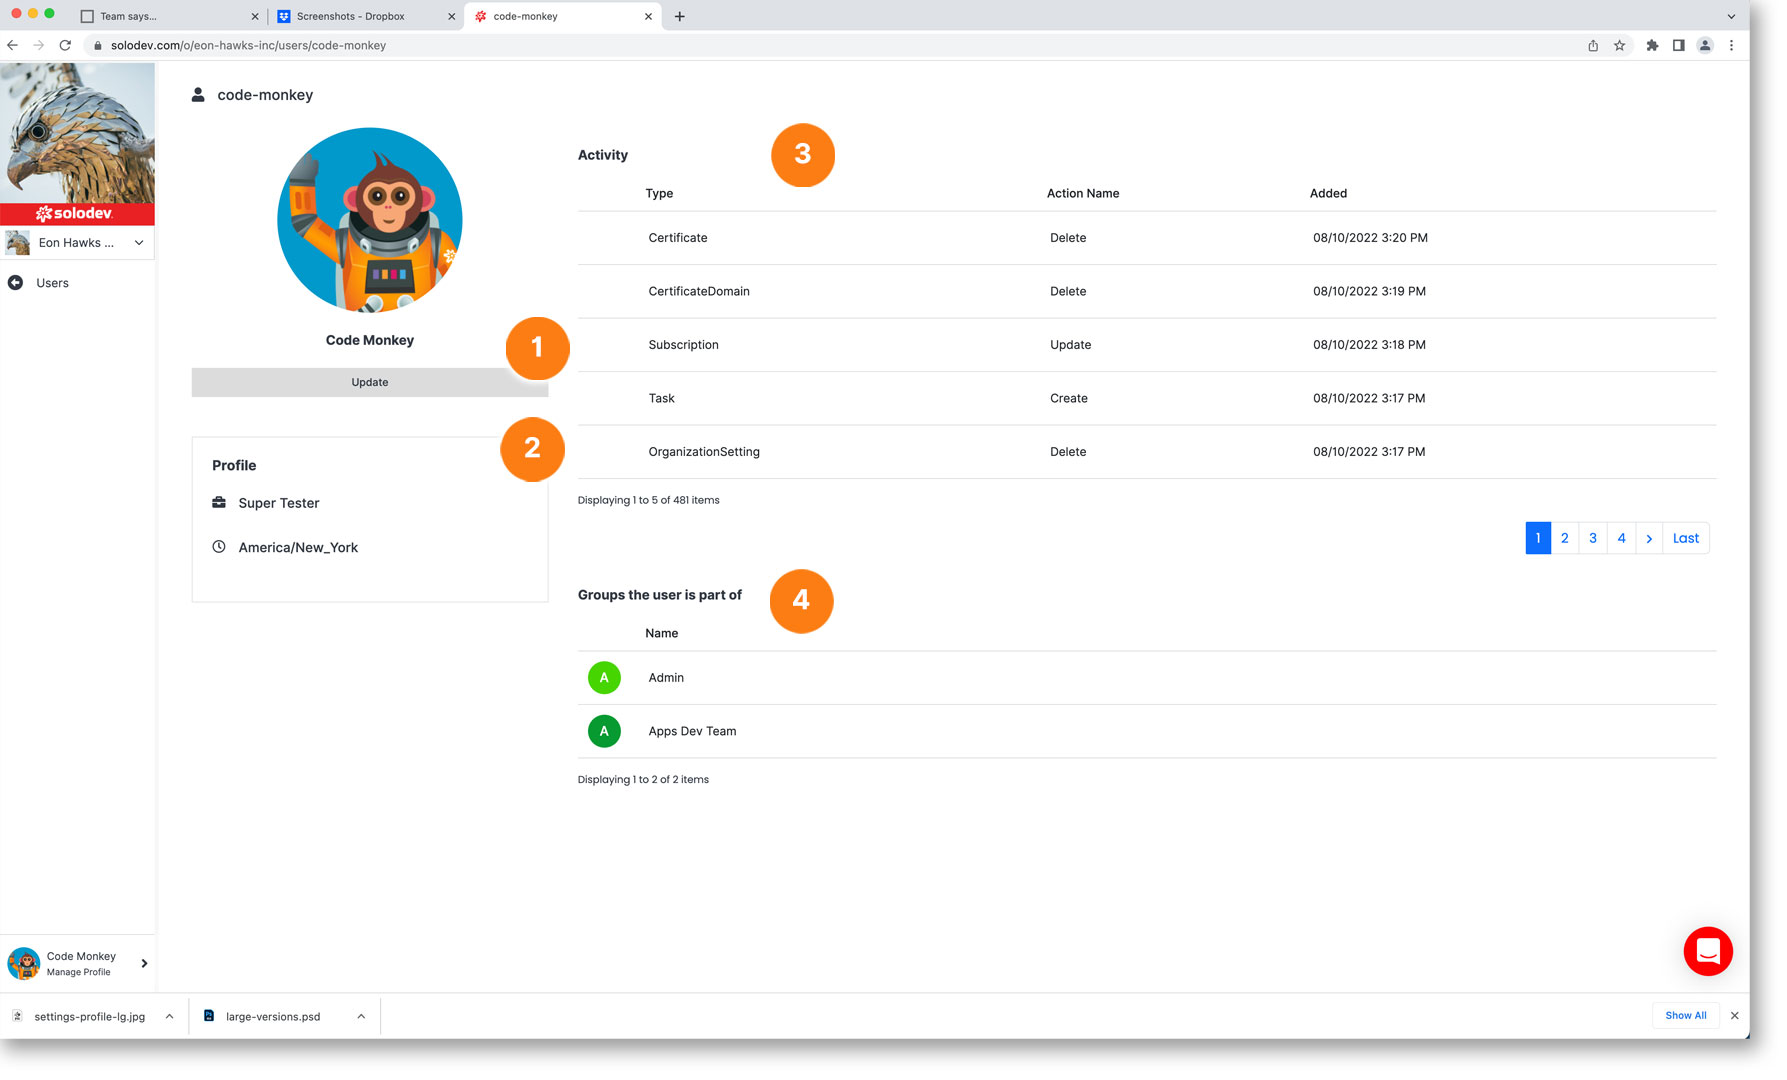 Team says...
Screenshots - Dropbox
code-monkey
solodev.com/o/eon-hawks-inc/users/code-monkey
solodev
Eon Hawks ...
Users
code-monkey
Code Monkey
1
Update
2
Profile
Super Tester
America/New_York
Activity
3
Type Action Name Added
Certificate Delete 08/10/2022 3:20 PM
CertificateDomain Delete 08/10/2022 3:19 PM
Subscription Update 08/10/2022 3:18 PM
Task Create 08/10/2022 3:17 PM
OrganizationSetting Delete 08/10/2022 3:17 PM
Displaying 1 to 5 of 481 items
1 2 3 4 > Last
Groups the user is part of
4
Name
A Admin
A Apps Dev Team
Displaying 1 to 2 of 2 items
Code Monkey
Manage Profile
settings-profile-lg.jpg
large-versions.psd
Show All